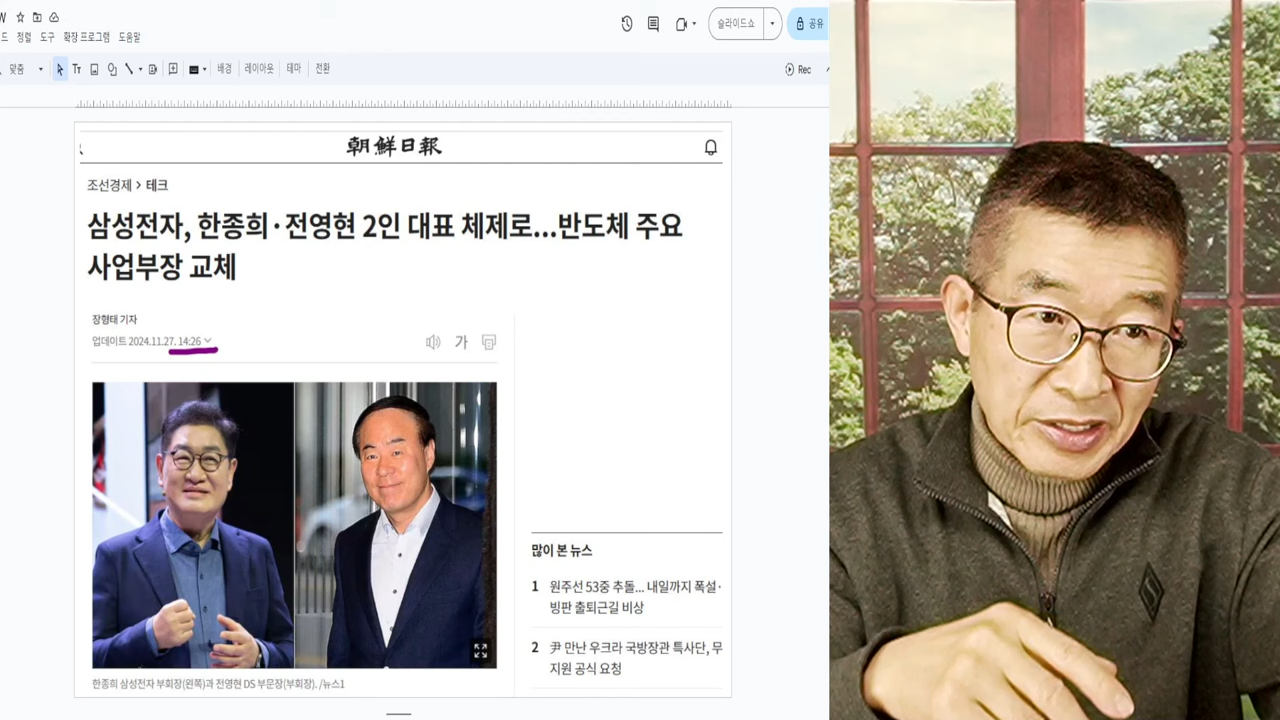 슬라이드쇼
공유
정렬 도구 확장 프로그램 도움말
맞춤
Tт
배경 레이아웃 테마 전환
Rec
朝鮮日報
조선경제 > 테크
삼성전자, 한종희·전영현 2인 대표 체제로...반도체 주요
사업부장 교체
장형태 기자
업데이트 2024.11.27. 14:26
가
한종희 삼성전자 부회장(왼쪽)과 전영현 DS 부문장(부회장). /뉴스1
많이 본 뉴스
1 원주선 53중 추돌... 내일까지 폭설·
빙판 출퇴근길 비상
2 尹 만난 우크라 국방장관 특사단, 무
지원 공식 요청